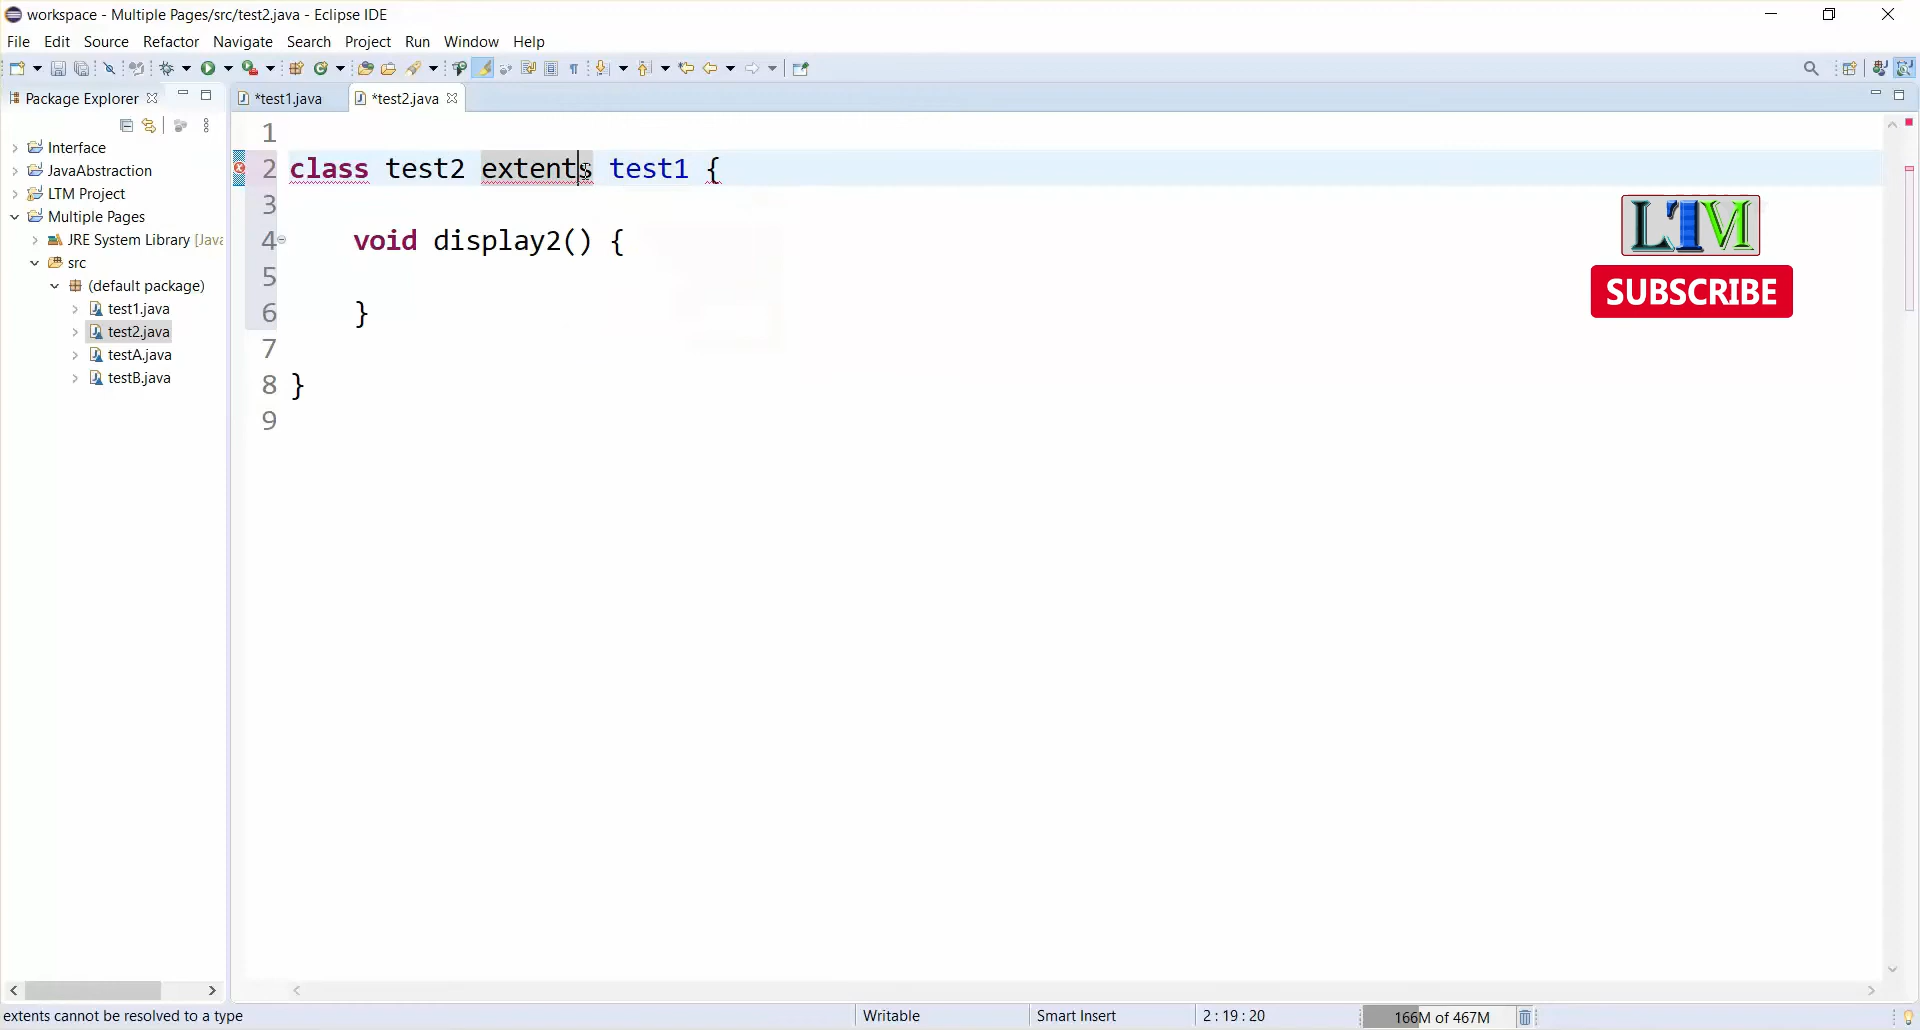 workspace - Multiple Pages/src/test2.java - Eclipse IDE
File Edit Source Refactor Navigate Search Project Run Window Help
Package Explorer
*test1.java *test2.java
Interface
JavaAbstraction
LTM Project
Multiple Pages
JRE System Library [Java
src
(default package)
test1.java
test2.java
testA.java
testB.java
1
2 class test2 extents test1 {
3
4 void display2() {
5
6 }
7
8 }
9
LTM
SUBSCRIBE
extents cannot be resolved to a type Writable Smart Insert 2 : 19 : 20 166M of 467M